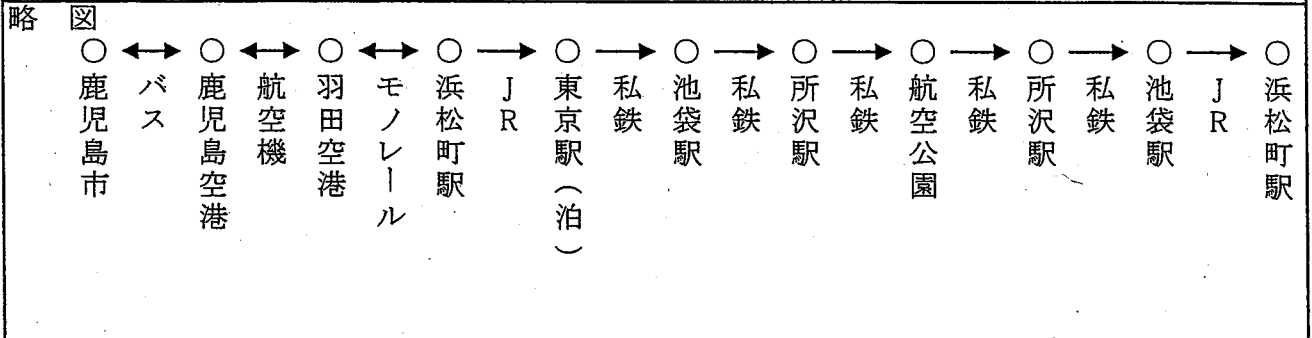 略 図
○ ←→ ○ ←→ ○ ←→ ○ → ○ → ○ → ○ → ○ → ○ → ○ → ○
鹿児島市
バス
鹿児島空港
航空機
羽田空港
モノレール
浜松町駅
JR
東京駅(泊)
私鉄
池袋駅
私鉄
所沢駅
私鉄
航空公園
私鉄
所沢駅
私鉄
池袋駅
JR
浜松町駅